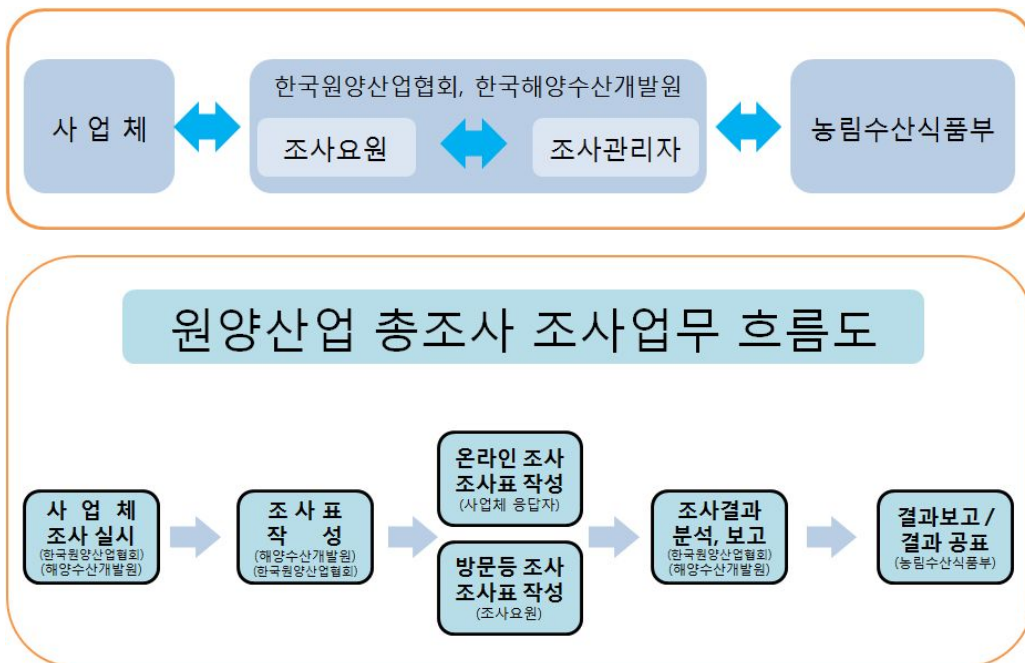 한국원양산업협회, 한국해양수산개발원
사 업 체
조사요원
조사관리자
농림수산식품부
원양산업 총조사 조사업무 흐름도
사 업 체
조사 실시
(한국원양산업협회)
(해양수산개발원)
조 사 표
작 성
(해양수산개발원)
(한국원양산업협회)
온라인 조사
조사표 작성
(사업체 응답자)
방문등 조사
조사표 작성
(조사요원)
조사결과
분석, 보고
(한국원양산업협회)
(해양수산개발원)
결과보고 /
결과 공표
(농림수산식품부)